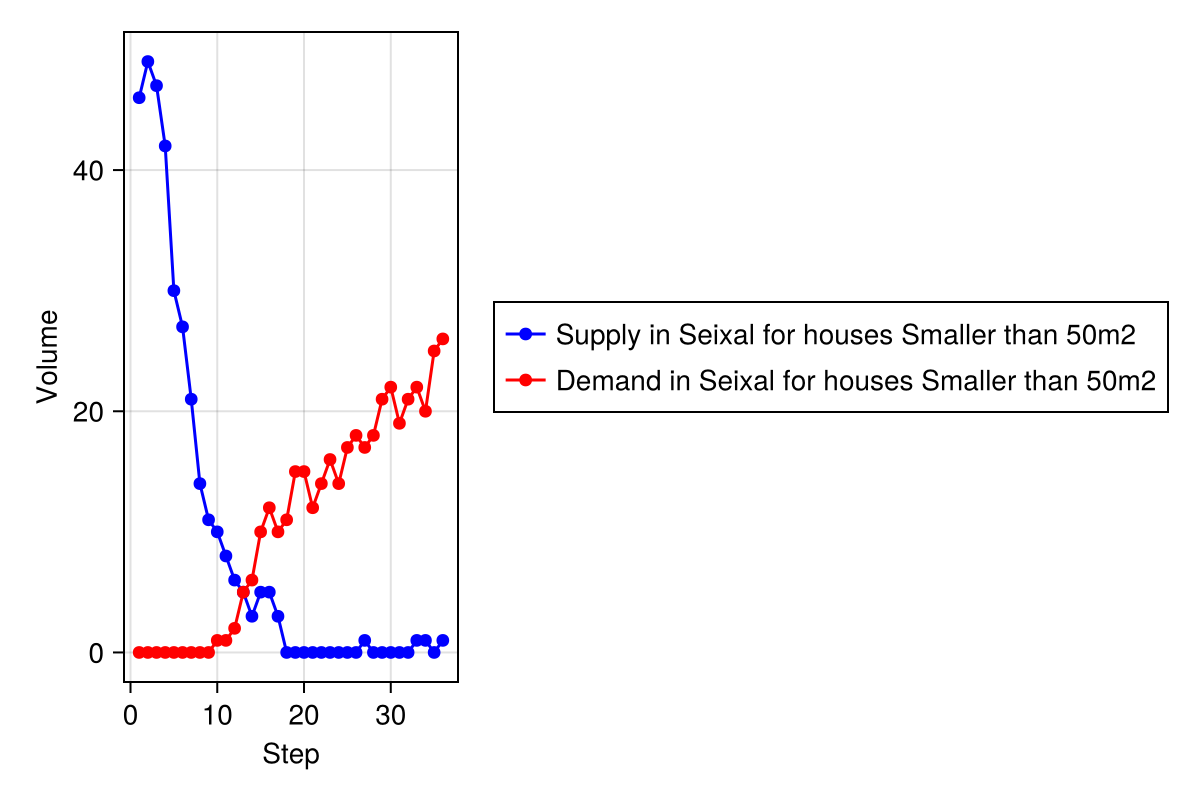 Volume
40
20
0
0 10 20 30
Step
Supply in Seixal for houses Smaller than 50m2
Demand in Seixal for houses Smaller than 50m2